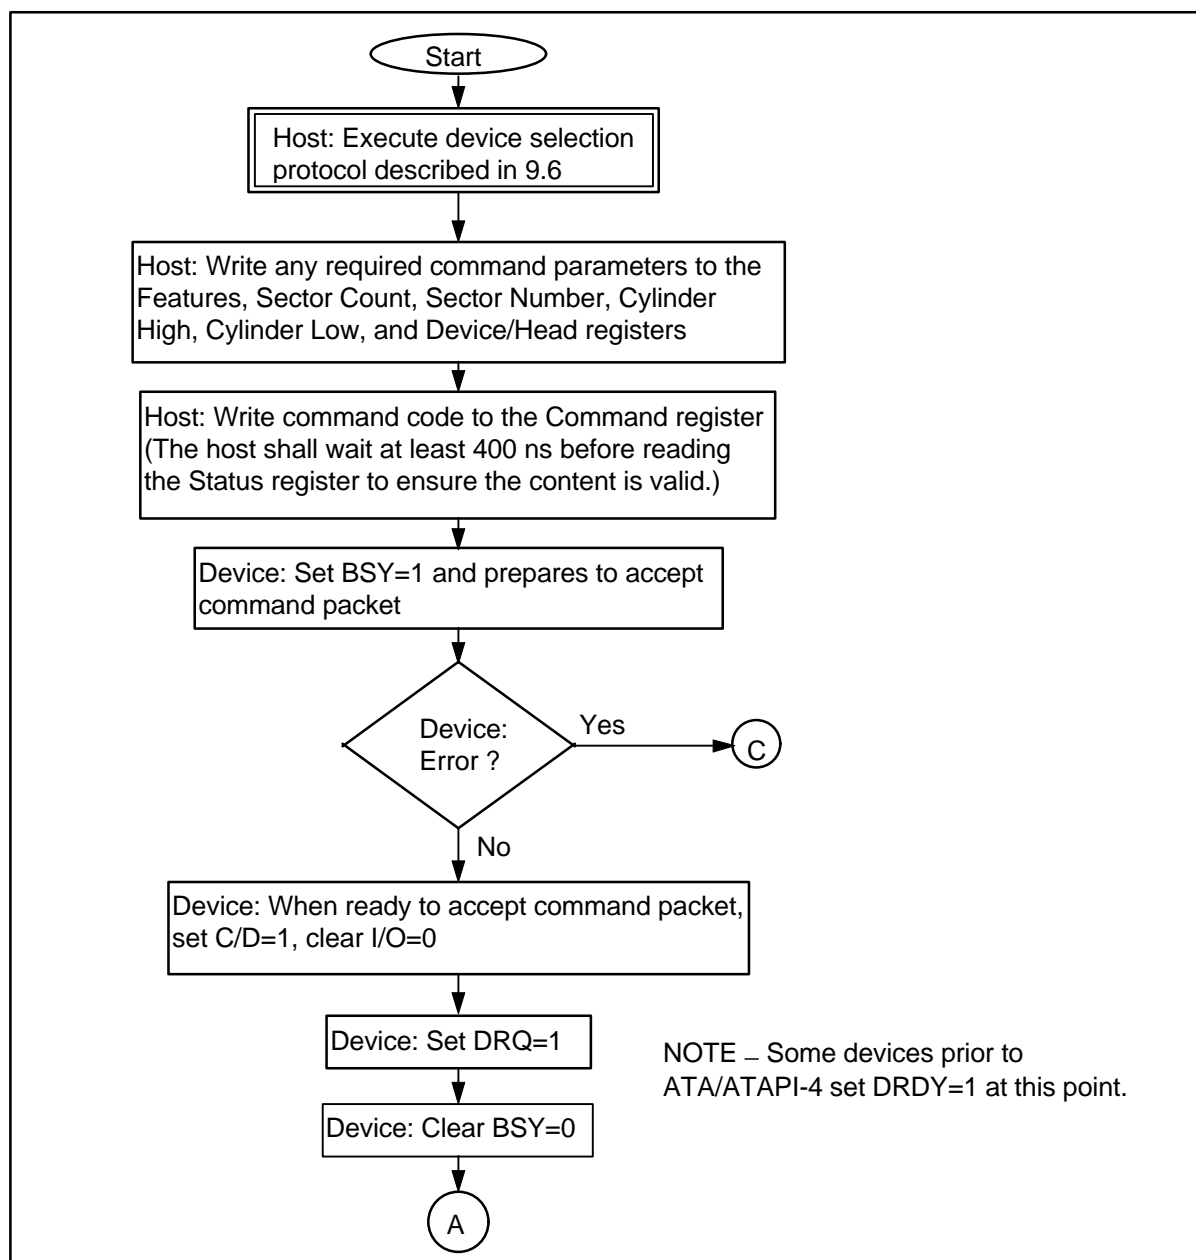 Start
Host: Execute device selection
protocol described in 9.6
Host: Write any required command parameters to the
Features, Sector Count, Sector Number, Cylinder
High, Cylinder Low, and Device/Head registers
Host: Write command code to the Command register
(The host shall wait at least 400 ns before reading
the Status register to ensure the content is valid.)
Device: Set BSY=1 and prepares to accept
command packet
Device:
Error ?
Yes
C
No
Device: When ready to accept command packet,
set C/D=1, clear I/O=0
Device: Set DRQ=1
NOTE – Some devices prior to
ATA/ATAPI-4 set DRDY=1 at this point.
Device: Clear BSY=0
A